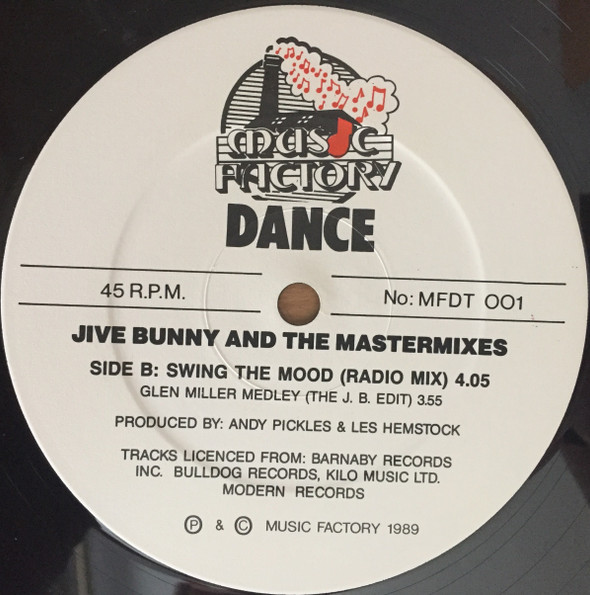 music
FACTORY
DANCE
45 R.P.M.
No: MFDT 001
JIVE BUNNY AND THE MASTERMIXES
SIDE B: SWING THE MOOD (RADIO MIX) 4.05
GLEN MILLER MEDLEY (THE J. B. EDIT) 3.55
PRODUCED BY: ANDY PICKLES & LES HEMSTOCK
TRACKS LICENCED FROM: BARNABY RECORDS
INC. BULLDOG RECORDS, KILO MUSIC LTD.
MODERN RECORDS
Ⓟ & © MUSIC FACTORY 1989